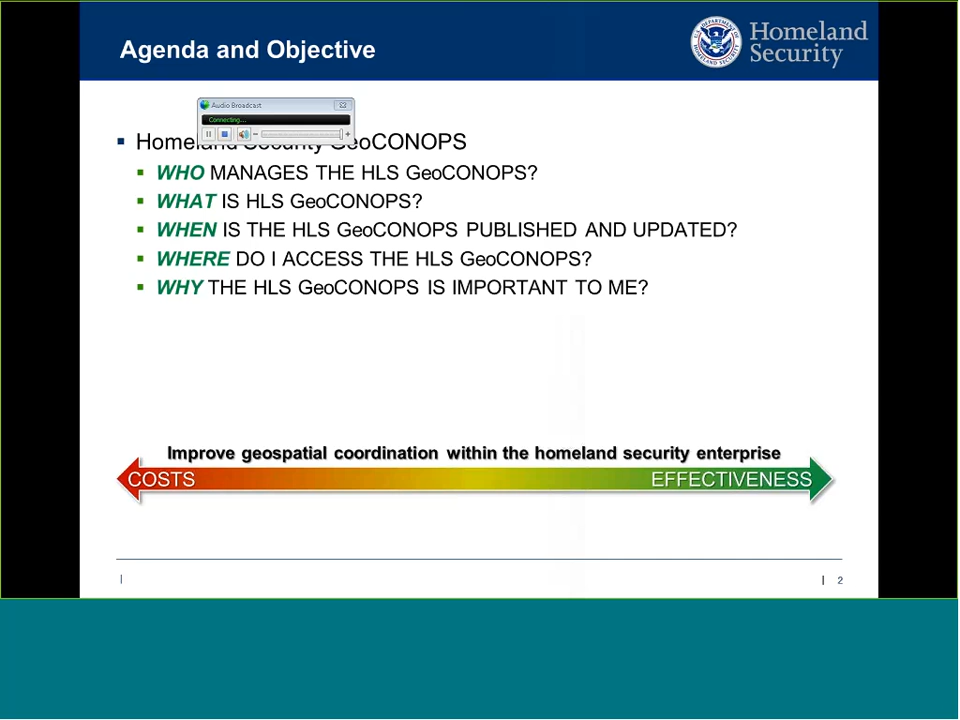 Agenda and Objective
Homeland
Security
Audio Broadcast
Connecting...
Homeland Security GeoCONOPS
WHO MANAGES THE HLS GeoCONOPS?
WHAT IS HLS GeoCONOPS?
WHEN IS THE HLS GeoCONOPS PUBLISHED AND UPDATED?
WHERE DO I ACCESS THE HLS GeoCONOPS?
WHY THE HLS GeoCONOPS IS IMPORTANT TO ME?
Improve geospatial coordination within the homeland security enterprise
COSTS EFFECTIVENESS
2